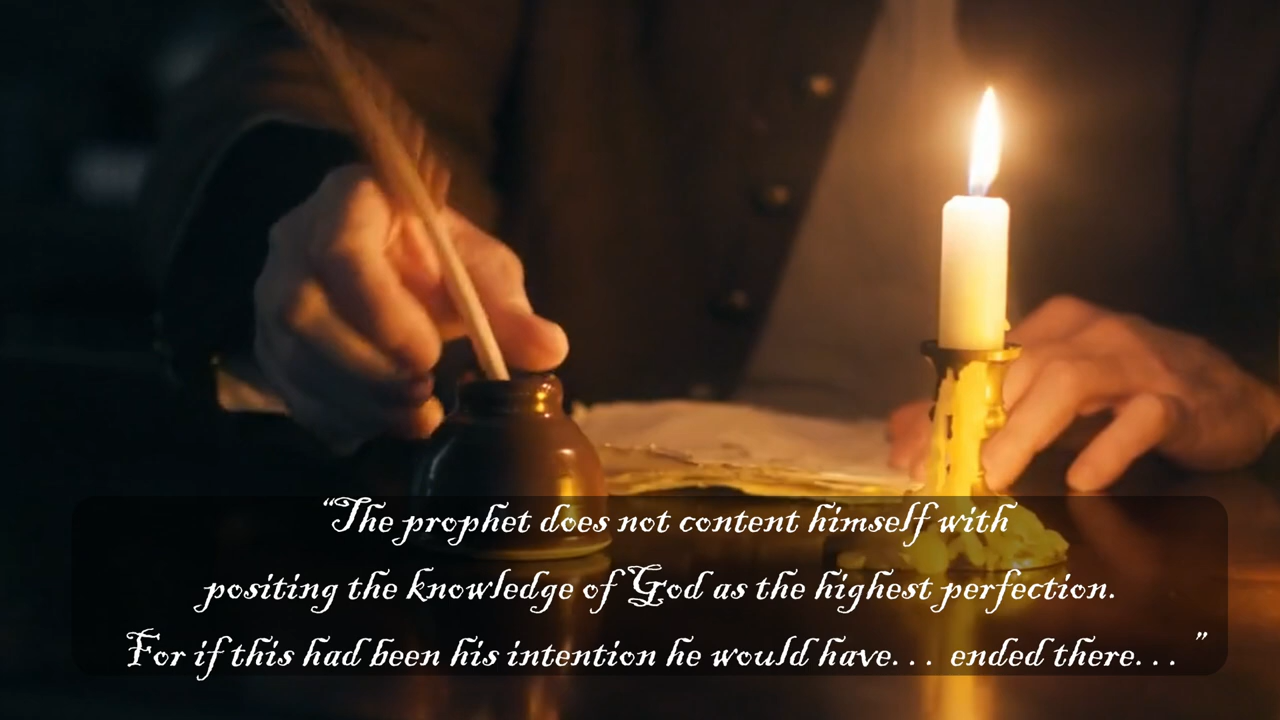 “The prophet does not content himself with
positing the knowledge of God as the highest perfection.
For if this had been his intention he would have... ended there... ”